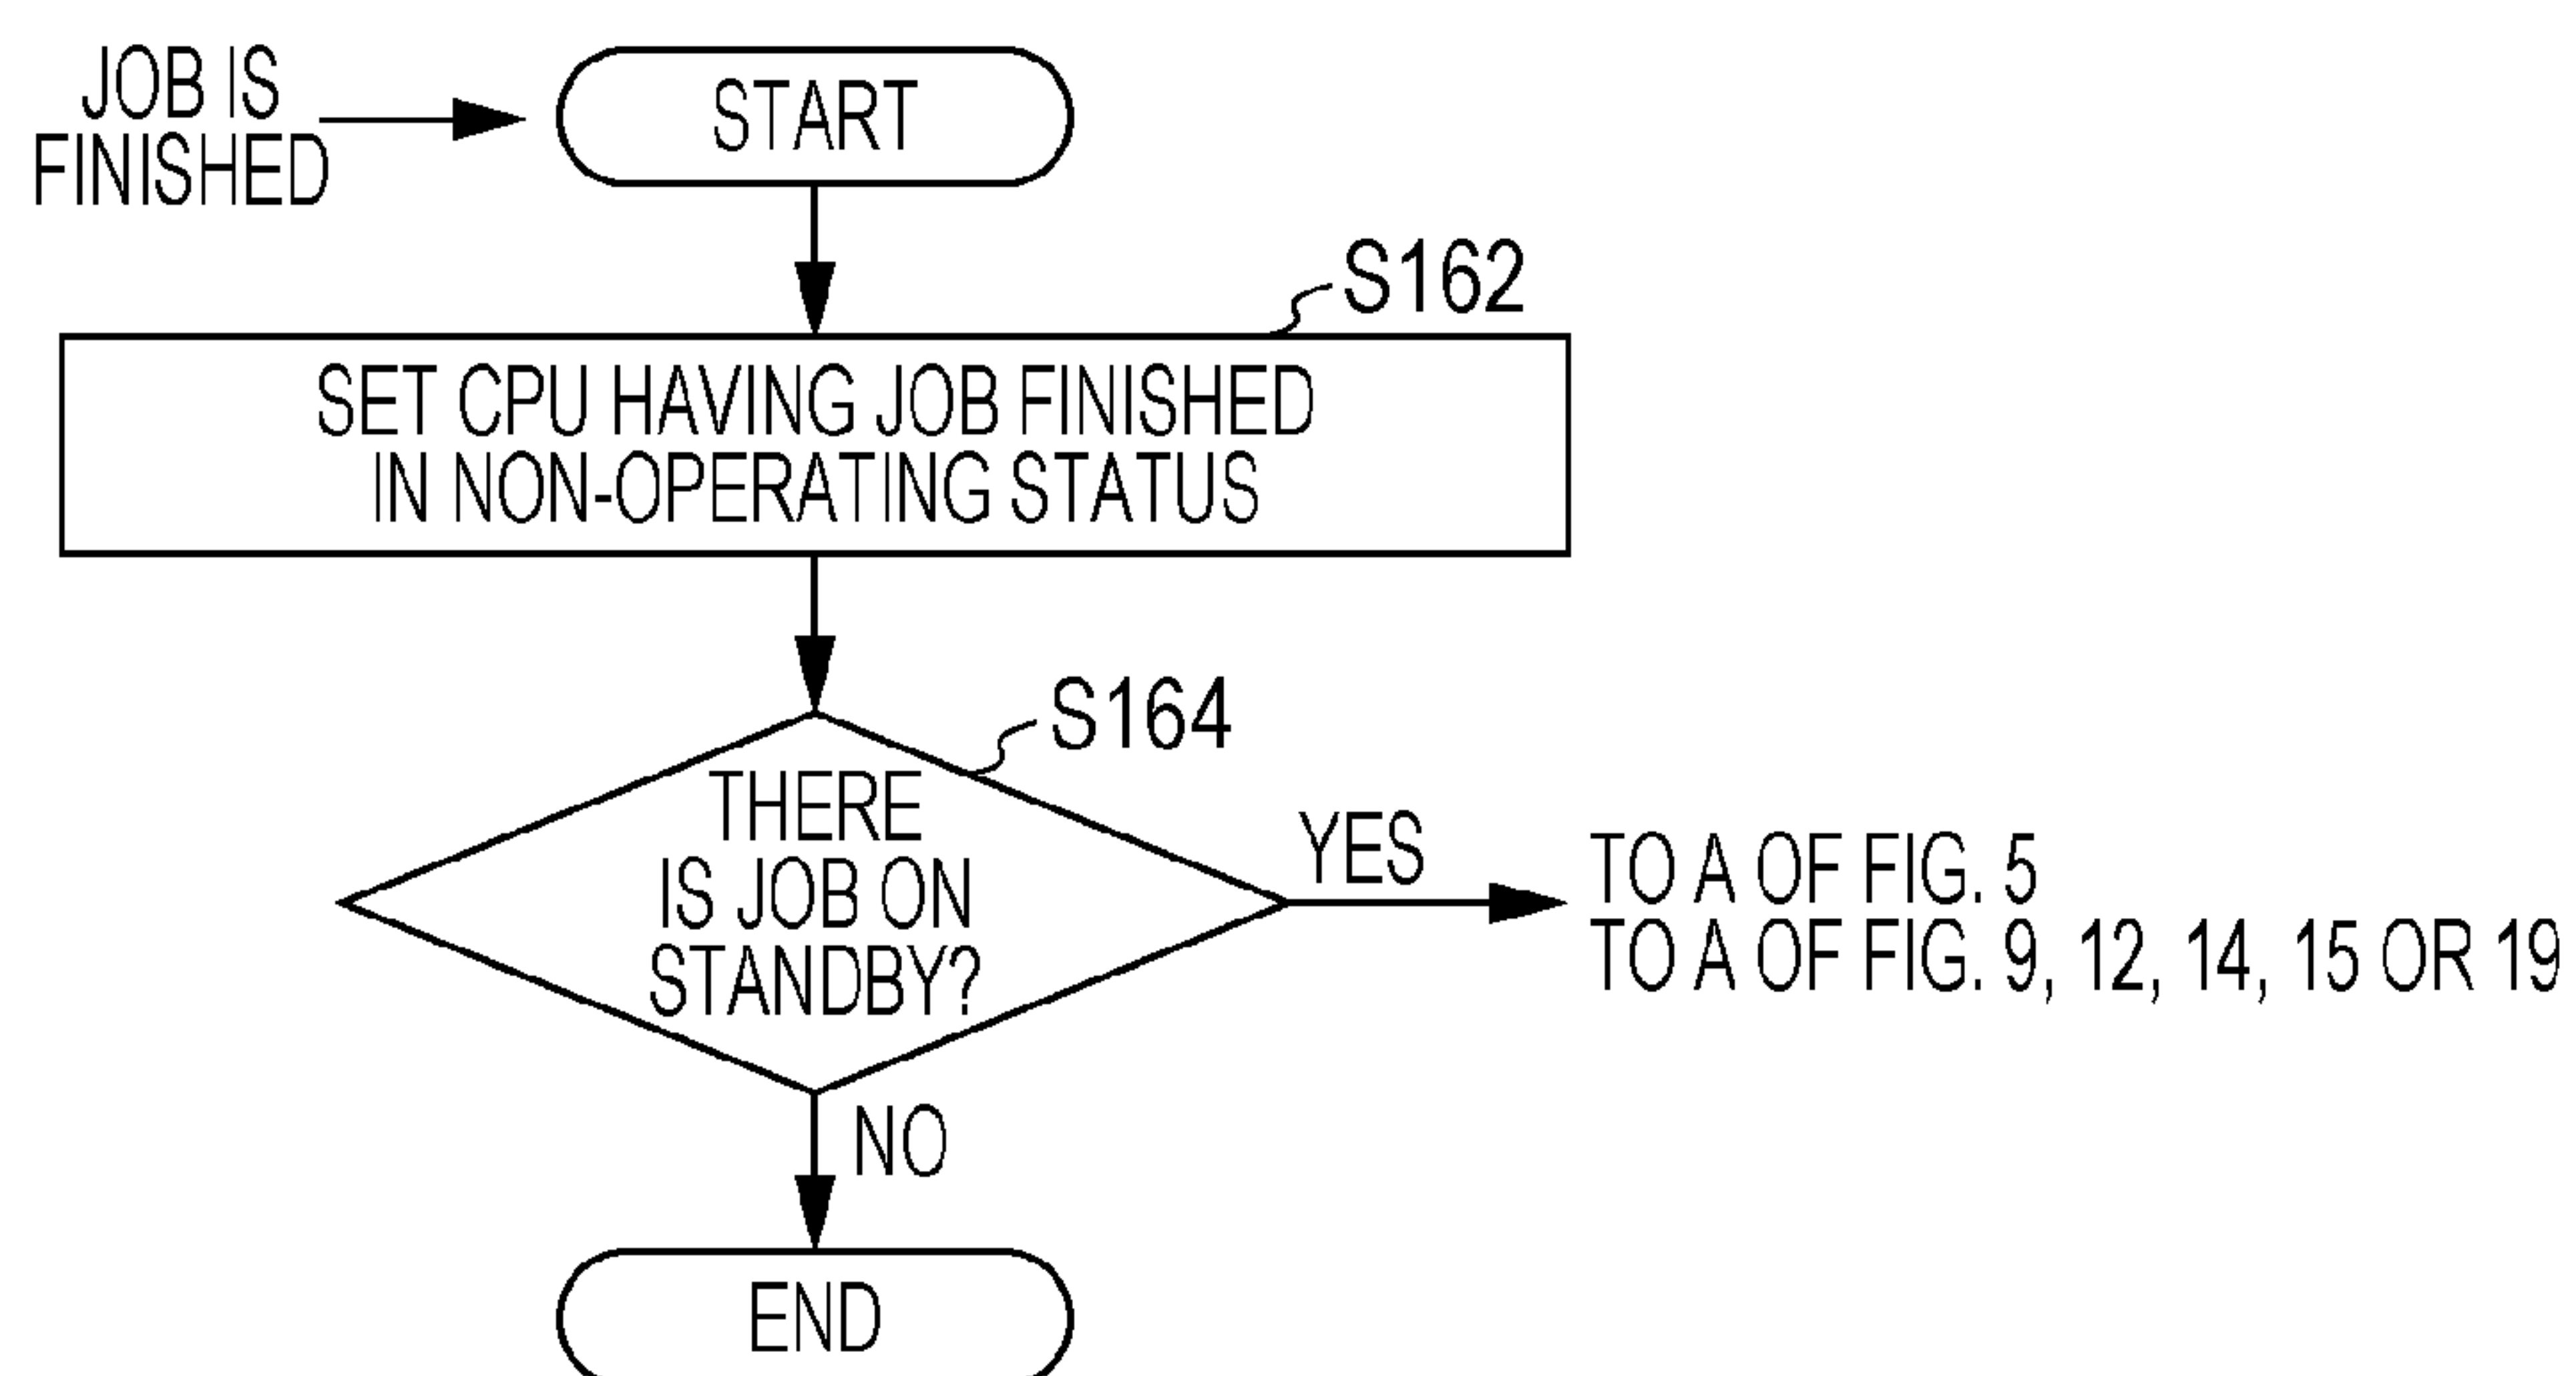 JOB IS
FINISHED
START
S162
SET CPU HAVING JOB FINISHED
IN NON-OPERATING STATUS
S164
THERE
IS JOB ON
STANDBY?
YES
TO A OF FIG. 5
TO A OF FIG. 9, 12, 14, 15 OR 19
NO
END